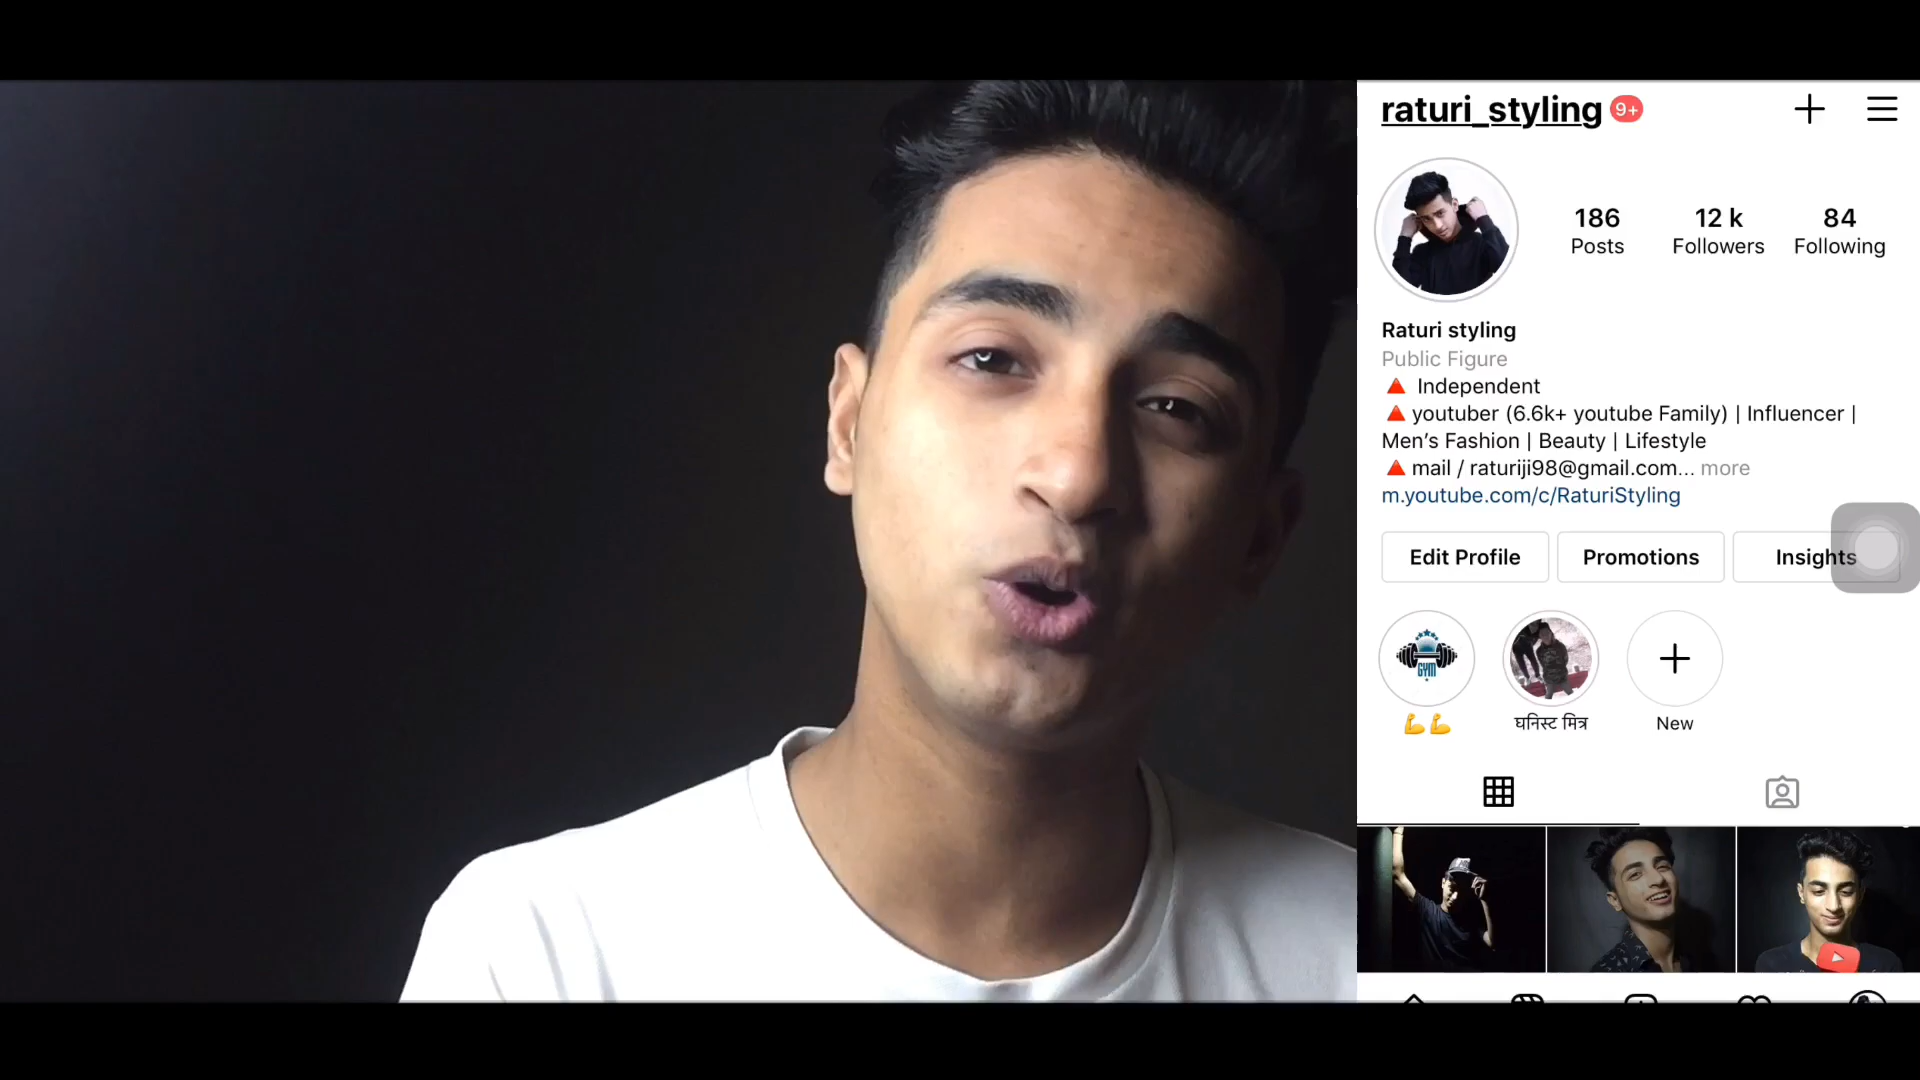 raturi_styling 9+
186 12 k 84
Posts Followers Following
Raturi styling
Public Figure
🔺 Independent
🔺 youtuber (6.6k+ youtube Family) | Influencer |
Men’s Fashion | Beauty | Lifestyle
🔺 mail / raturiji98@gmail.com... more
m.youtube.com/c/RaturiStyling
Edit Profile Promotions Insights
GYM
💪💪 घनिस्ट मित्र New